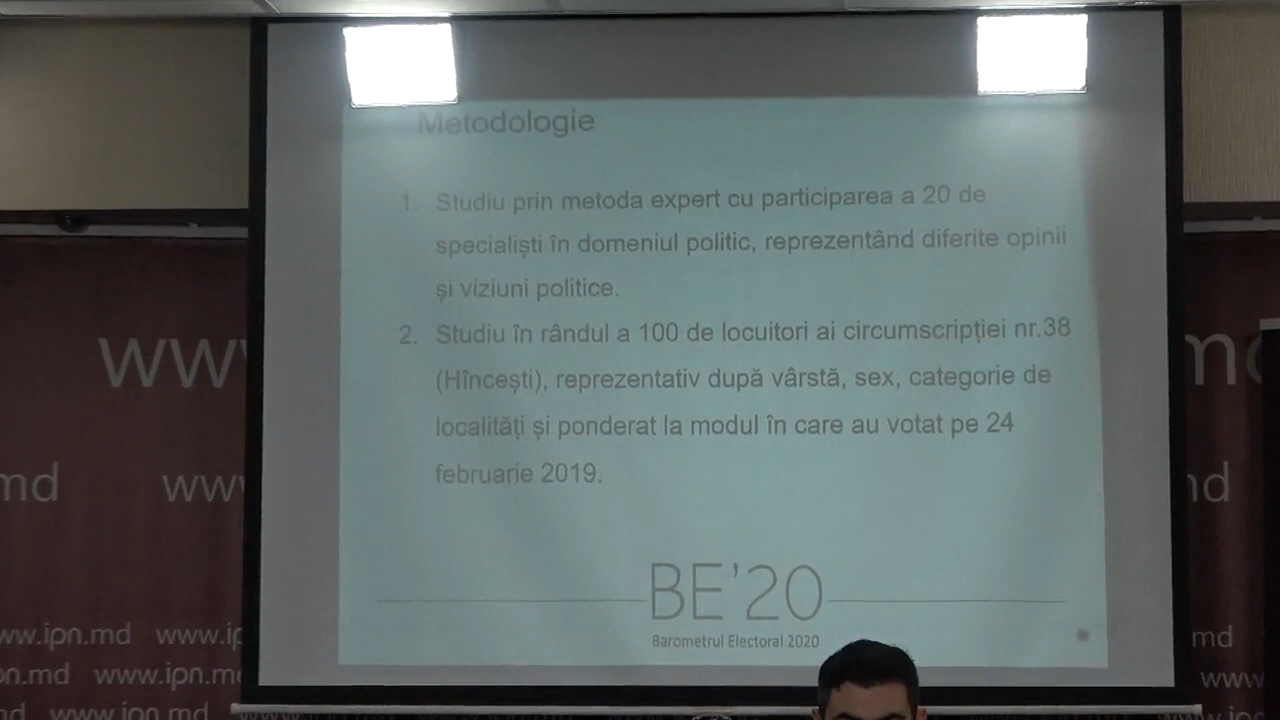 Metodologie
1. Studiu prin metoda expert cu participarea a 20 de
specialiști în domeniul politic, reprezentând diferite opinii
și viziuni politice.
2. Studiu în rândul a 100 de locuitori ai circumscripției nr.38
(Hîncești), reprezentativ după vârstă, sex, categorie de
localități și ponderat la modul în care au votat pe 24
februarie 2019.
BE'20
Barometrul Electoral 2020
www.ipn.md
www.ipn.md